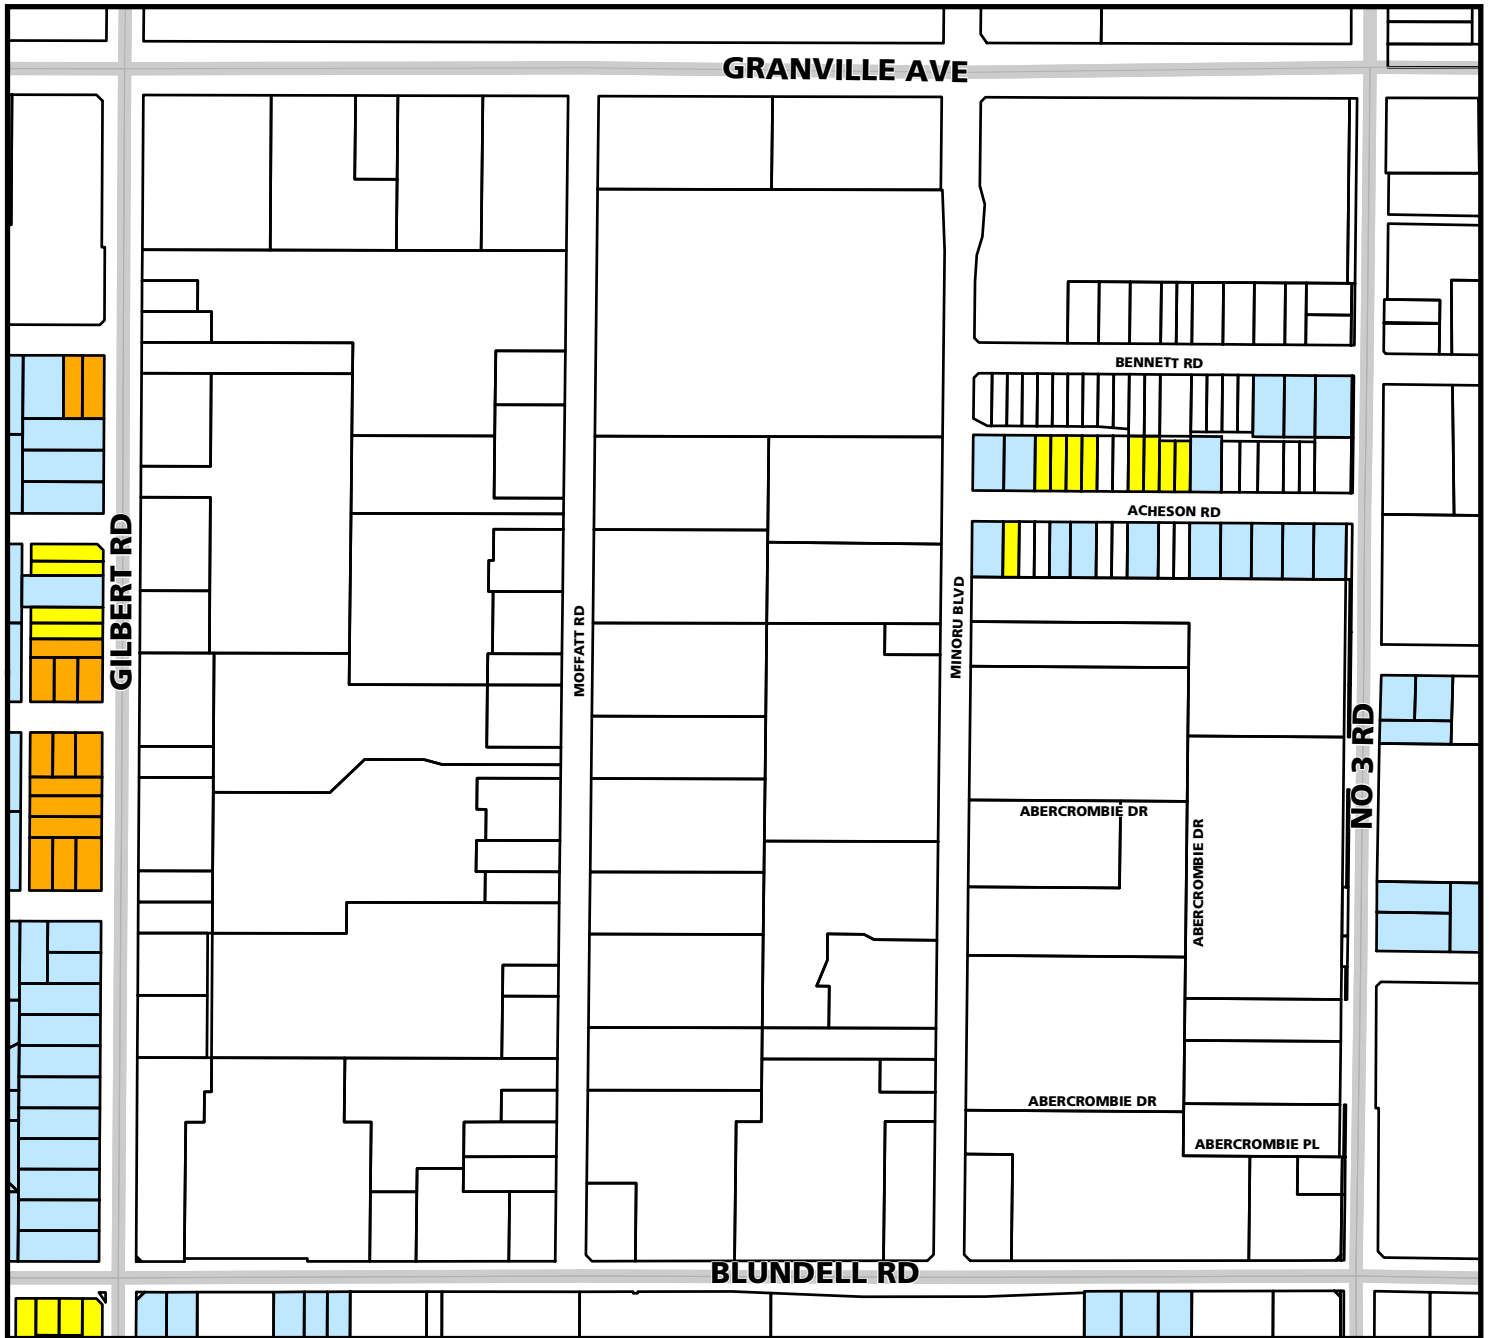 GRANVILLE AVE
BENNETT RD
ACHESON RD
GILBERT RD
MOFFATT RD
MINORU BLVD
NO 3 RD
ABERCROMBIE DR
ABERCROMBIE DR
ABERCROMBIE DR
ABERCROMBIE PL
BLUNDELL RD